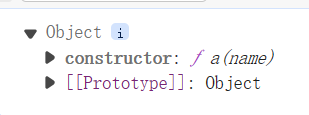 Object i
constructor: ƒ a(name)
[[Prototype]]: Object